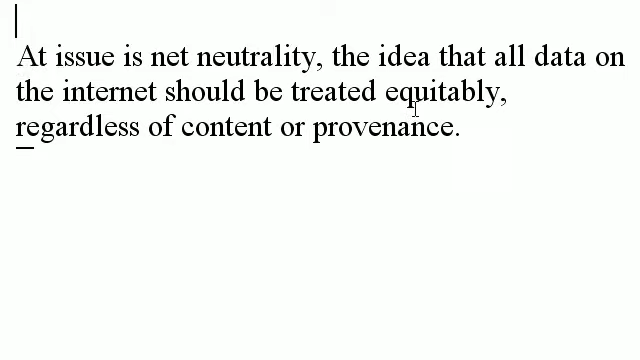 At issue is net neutrality, the idea that all data on
the internet should be treated equitably,
regardless of content or provenance.